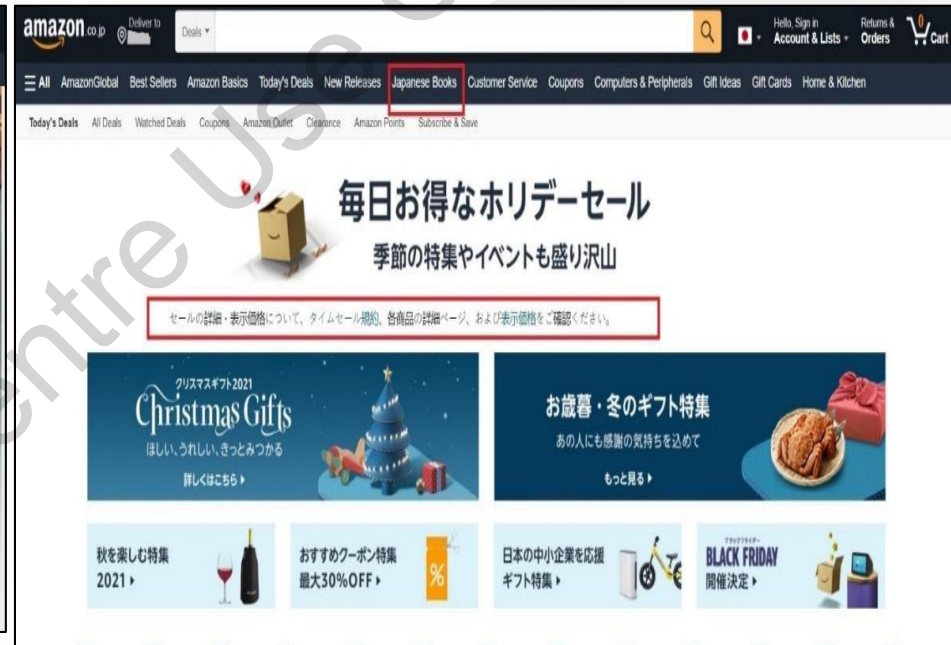 entre Use
amazon.co.jp
Deliver to
Deals
0
Hello, Sign in
Account & Lists
Returns &
Orders
Cart
All AmazonGlobal Best Sellers Amazon Basics Today's Deals New Releases Japanese Books Customer Service Coupons Computers & Peripherals Gift Ideas Gift Cards Home & Kitchen
Today's Deals All Deals Watched Deals Coupons Amazon Outlet Clearance Amazon Points Subscribe & Save
毎日お得なホリデーセール
季節の特集やイベントも盛り沢山
セールの詳細・表示価格について、タイムセール規約、各商品の詳細ページ、および表示価格をご確認ください。
クリスマスギフト2021
Christmas Gifts
ほしい、うれしい、きっとみつかる
詳しくはこちら
お歳暮・冬のギフト特集
あの人にも感謝の気持ちを込めて
もっと見る
秋を楽しむ特集
2021
おすすめクーポン特集
最大30%OFF
%
日本の中小企業を応援
ギフト特集
ブラックフライデー
BLACK FRIDAY
開催決定